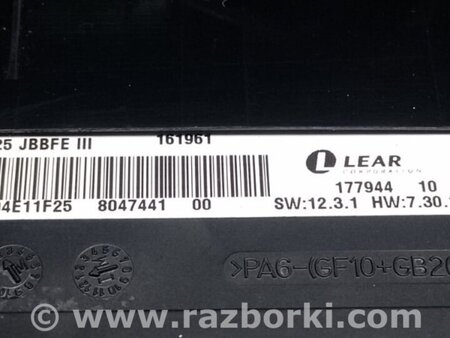 25 JBBFE III 161961
LEAR
CORPORATION
177944 10
04E11F25 8047441 00 SW:12.3.1 HW:7.30.
>PA6-(GF10+GB20
www.razborki.com